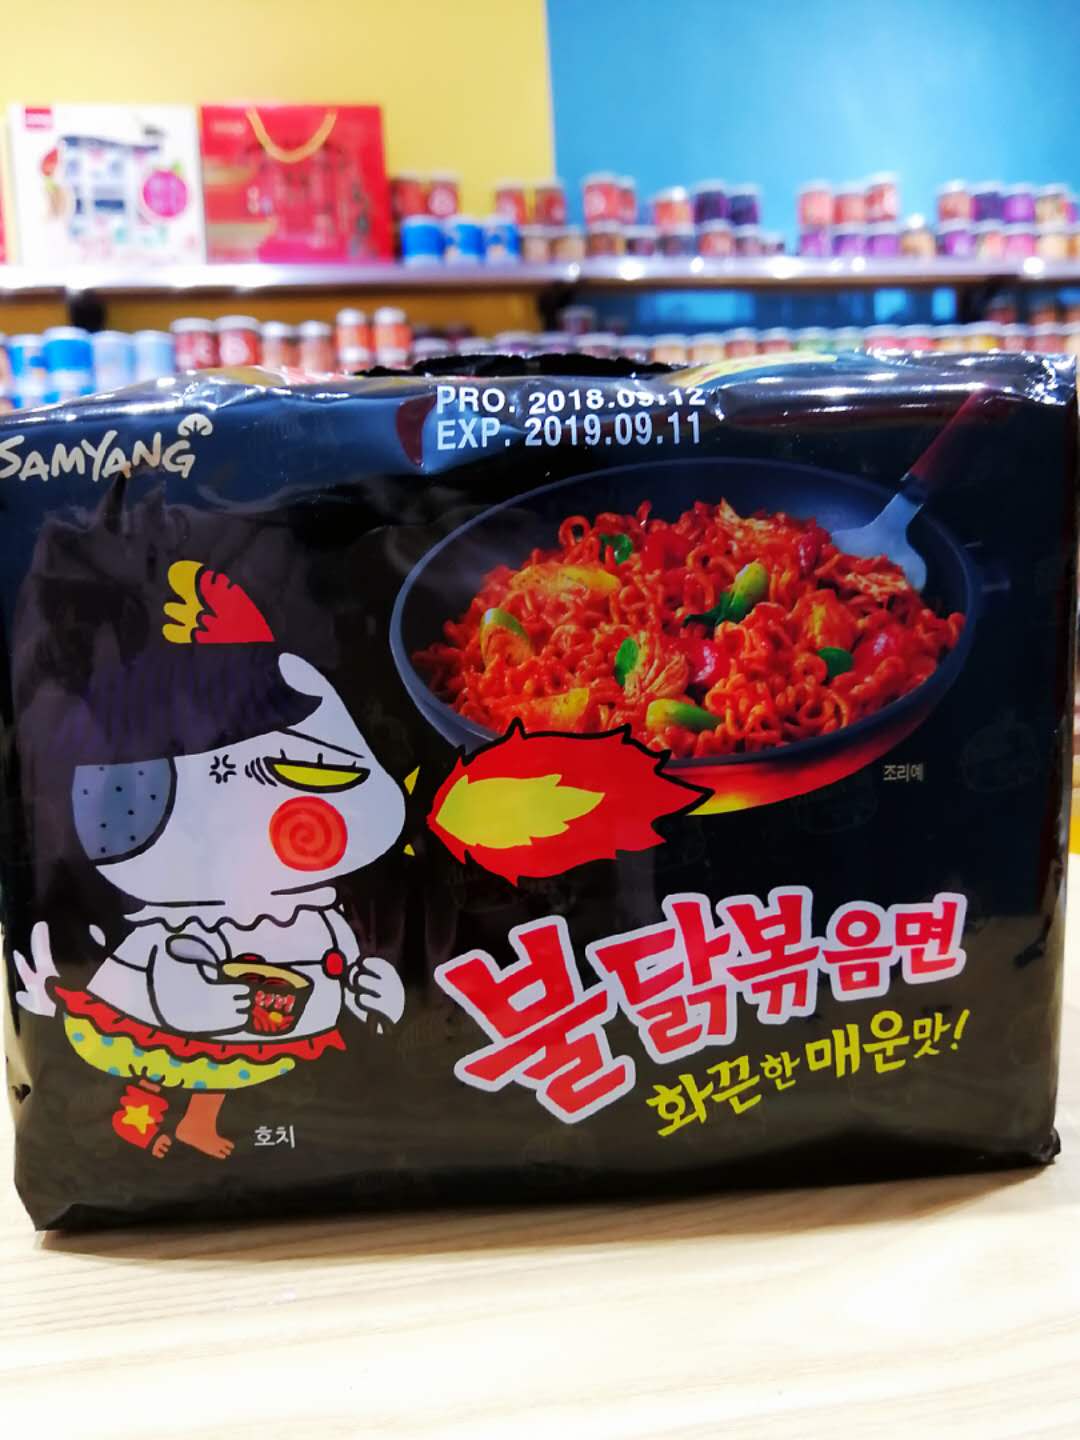 PRO. 2018.09.12
EXP. 2019.09.11
SAMYANG
조리예
불닭볶음면
화끈한 매운맛!
호치